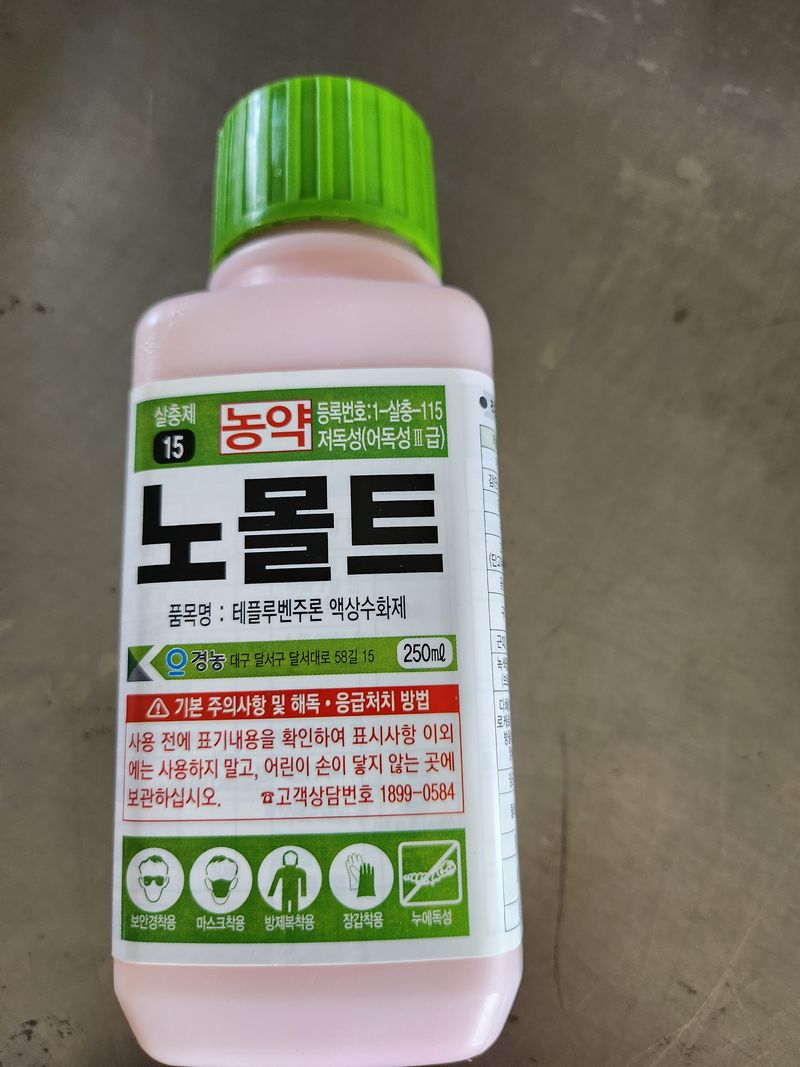 살충제
15
농약
등록번호:1-살충-115
저독성(어독성Ⅲ급)
노몰트
품목명 : 테플루벤주론 액상수화제
경농 대구 달서구 달서대로 58길 15 250㎖
기본 주의사항 및 해독·응급처치 방법
사용 전에 표기내용을 확인하여 표시사항 이외
에는 사용하지 말고, 어린이 손이 닿지 않는 곳에
보관하십시오. ☎고객상담번호 1899-0584
보안경착용 마스크착용 방제복착용 장갑착용 누에독성